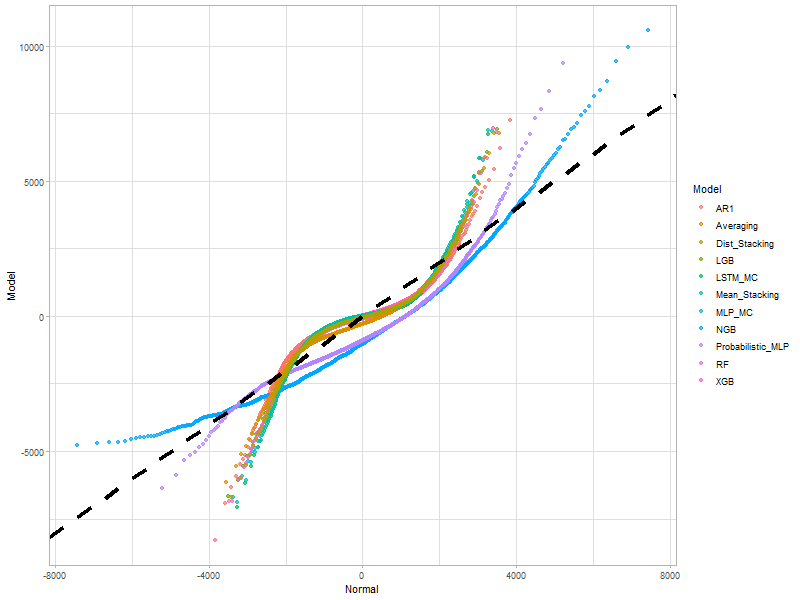 10000
5000
0
-5000
Model
-8000
-4000
0
4000
8000
Normal
Model
AR1
Averaging
Dist_Stacking
LGB
LSTM_MC
Mean_Stacking
MLP_MC
NGB
Probabilistic_MLP
RF
XGB